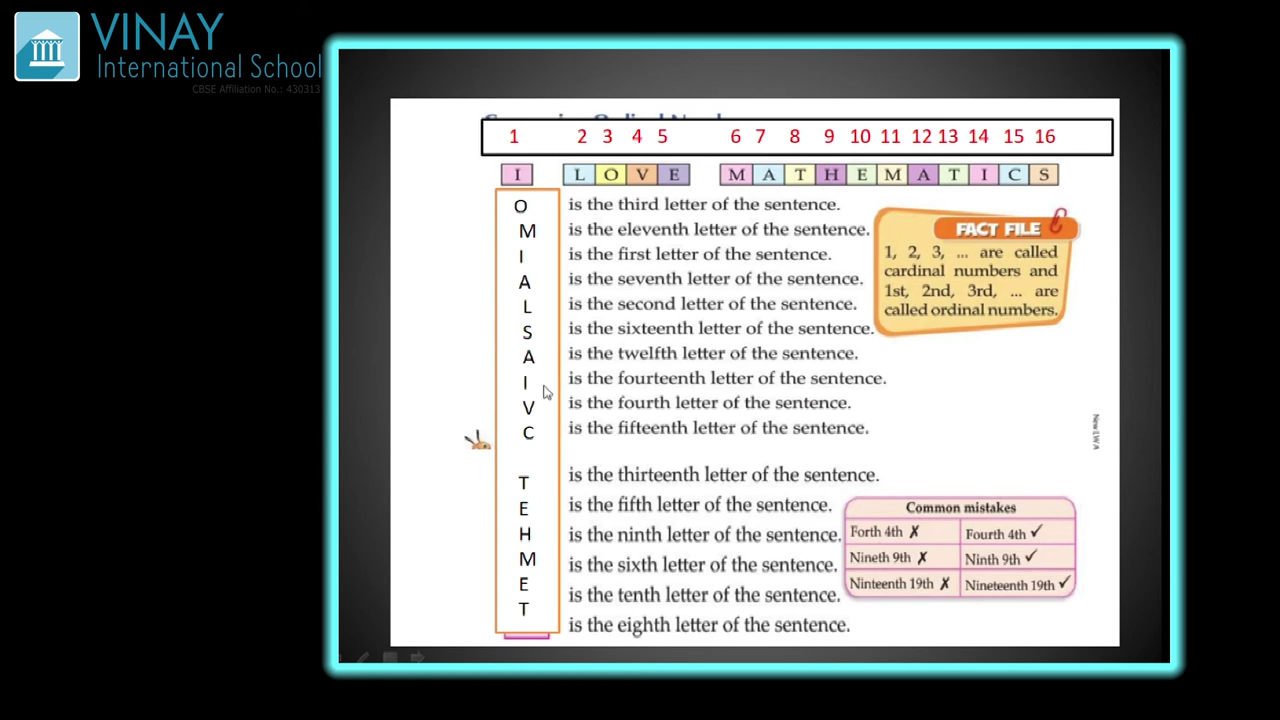 VINAY
International School
CBSE Affiliation No.: 430313
1 2 3 4 5 6 7 8 9 10 11 12 13 14 15 16
I LOVE MATHEMATICS
O is the third letter of the sentence.
M is the eleventh letter of the sentence.
I is the first letter of the sentence.
A is the seventh letter of the sentence.
L is the second letter of the sentence.
S is the sixteenth letter of the sentence.
A is the twelfth letter of the sentence.
I is the fourteenth letter of the sentence.
V is the fourth letter of the sentence.
C is the fifteenth letter of the sentence.
T is the thirteenth letter of the sentence.
E is the fifth letter of the sentence.
H is the ninth letter of the sentence.
M is the sixth letter of the sentence.
E is the tenth letter of the sentence.
T is the eighth letter of the sentence.
FACT FILE
1, 2, 3, ... are called
cardinal numbers and
1st, 2nd, 3rd, ... are
called ordinal numbers.
New LWA
Common mistakes
Forth 4th ✗ Fourth 4th ✓
Nineth 9th ✗ Ninth 9th ✓
Ninteenth 19th ✗ Nineteenth 19th ✓